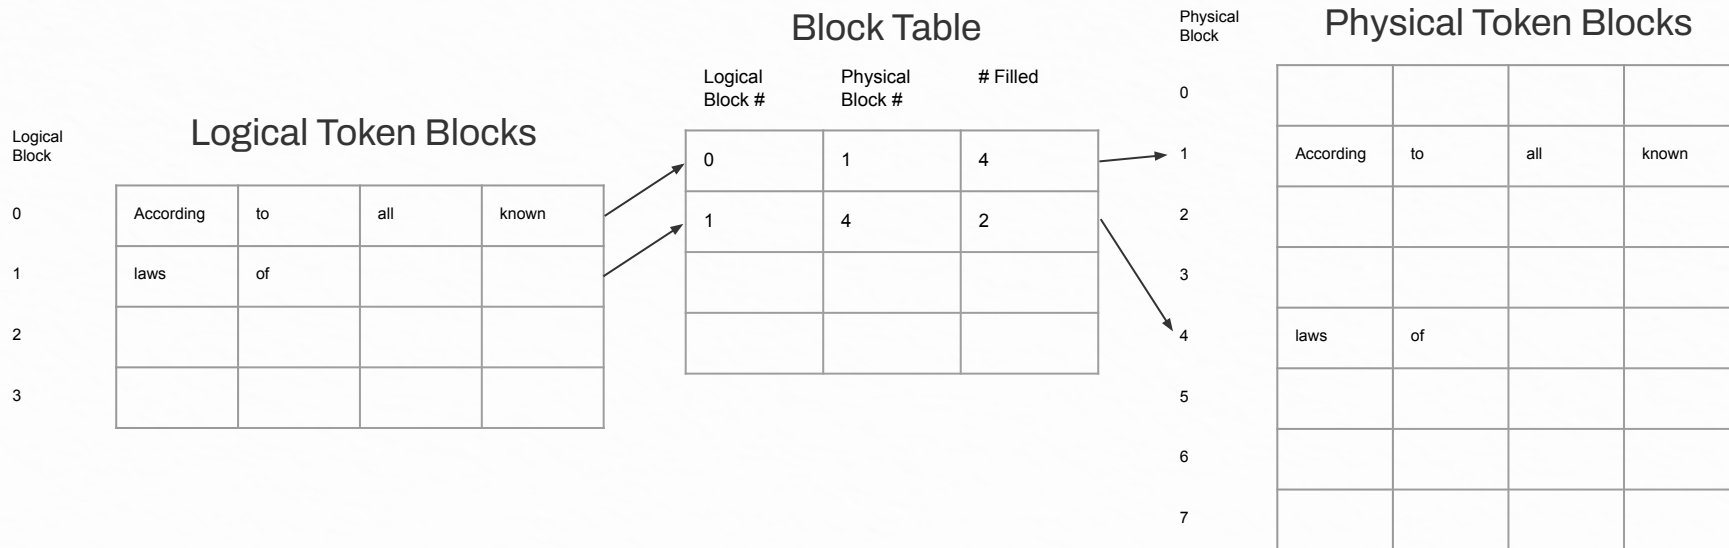 Logical Token Blocks
Logical
Block
0
According to all known
1
laws of
2
3
Block Table
Logical
Block #
Physical
Block #
# Filled
0 1 4
1 4 2
Physical Token Blocks
Physical
Block
0
1
According to all known
2
3
4
laws of
5
6
7